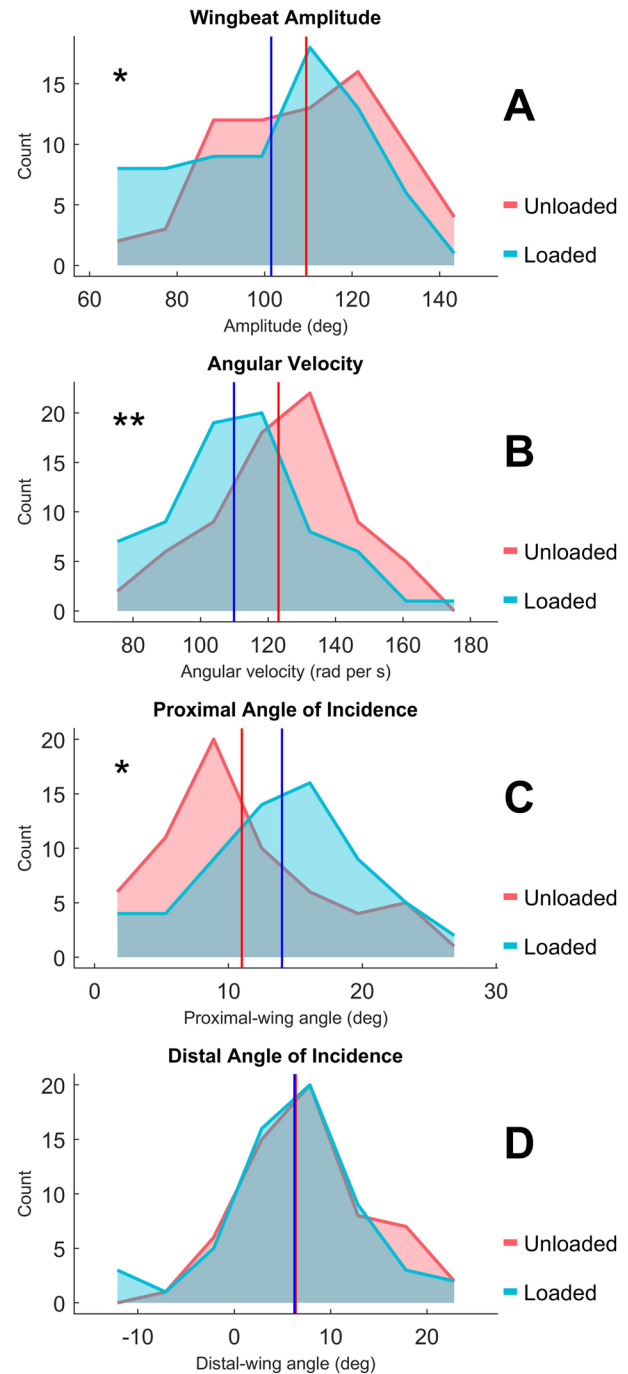 Wingbeat Amplitude
*
A
15
10
5
0
Count
60 80 100 120 140
Amplitude (deg)
Unloaded
Loaded
Angular Velocity
**
B
20
15
10
5
0
Count
80 100 120 140 160 180
Angular velocity (rad per s)
Unloaded
Loaded
Proximal Angle of Incidence
*
C
20
15
10
5
0
Count
0 10 20 30
Proximal-wing angle (deg)
Unloaded
Loaded
Distal Angle of Incidence
D
20
15
10
5
0
Count
-10 0 10 20
Distal-wing angle (deg)
Unloaded
Loaded